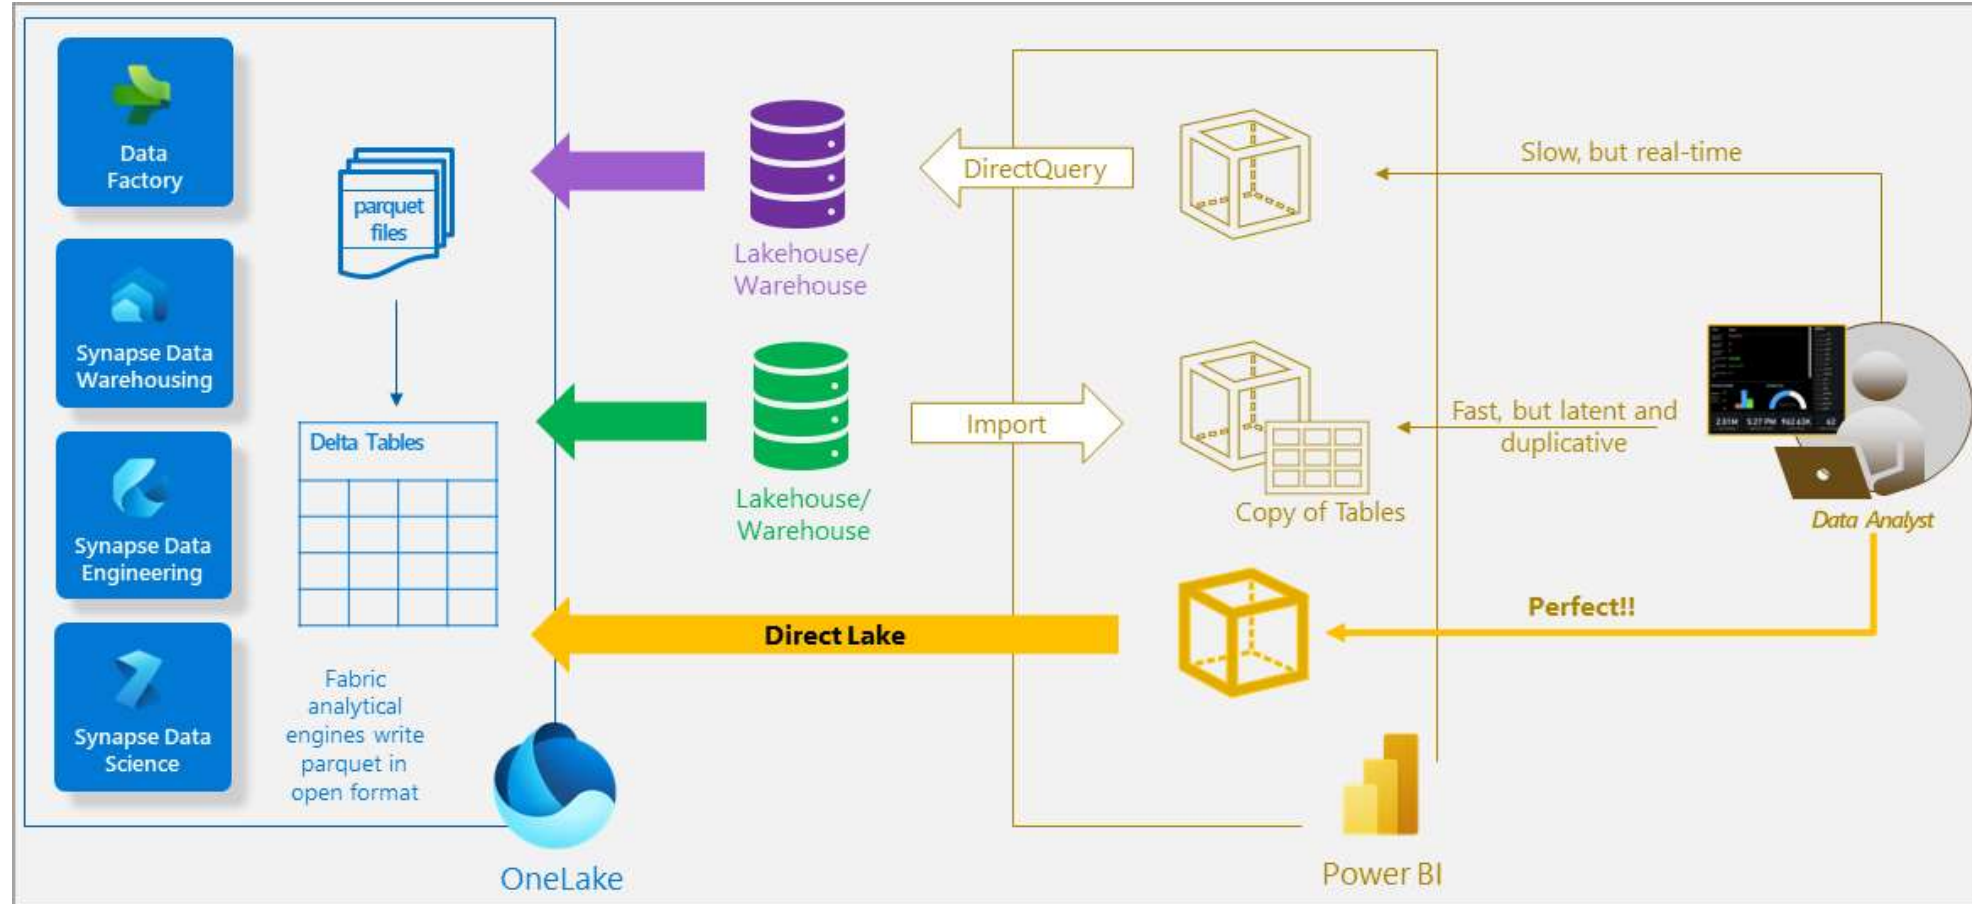 Data
Factory
Synapse Data
Warehousing
Synapse Data
Engineering
Synapse Data
Science
parquet
files
Delta Tables
Fabric
analytical
engines write
parquet in
open format
OneLake
Lakehouse/
Warehouse
Lakehouse/
Warehouse
DirectQuery
Import
Direct Lake
Copy of Tables
Power BI
Slow, but real-time
Fast, but latent and
duplicative
Perfect!!
Data Analyst